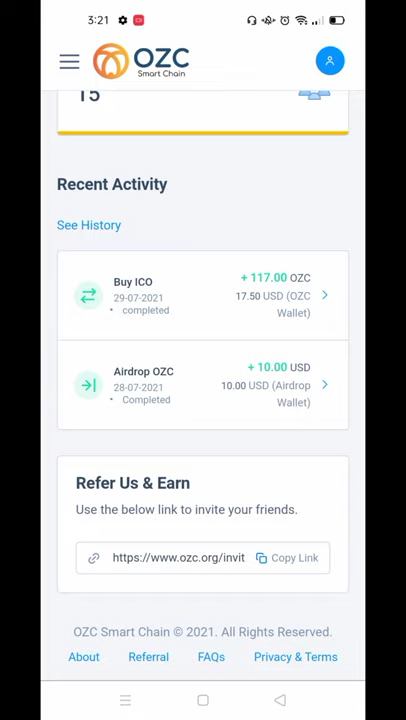 3:21
OZC
Smart Chain
15
Recent Activity
See History
Buy ICO
+ 117.00 OZC
29-07-2021
17.50 USD (OZC
• completed
Wallet)
Airdrop OZC
+ 10.00 USD
28-07-2021
10.00 USD (Airdrop
• Completed
Wallet)
Refer Us & Earn
Use the below link to invite your friends.
https://www.ozc.org/invit Copy Link
OZC Smart Chain © 2021. All Rights Reserved.
About Referral FAQs Privacy & Terms